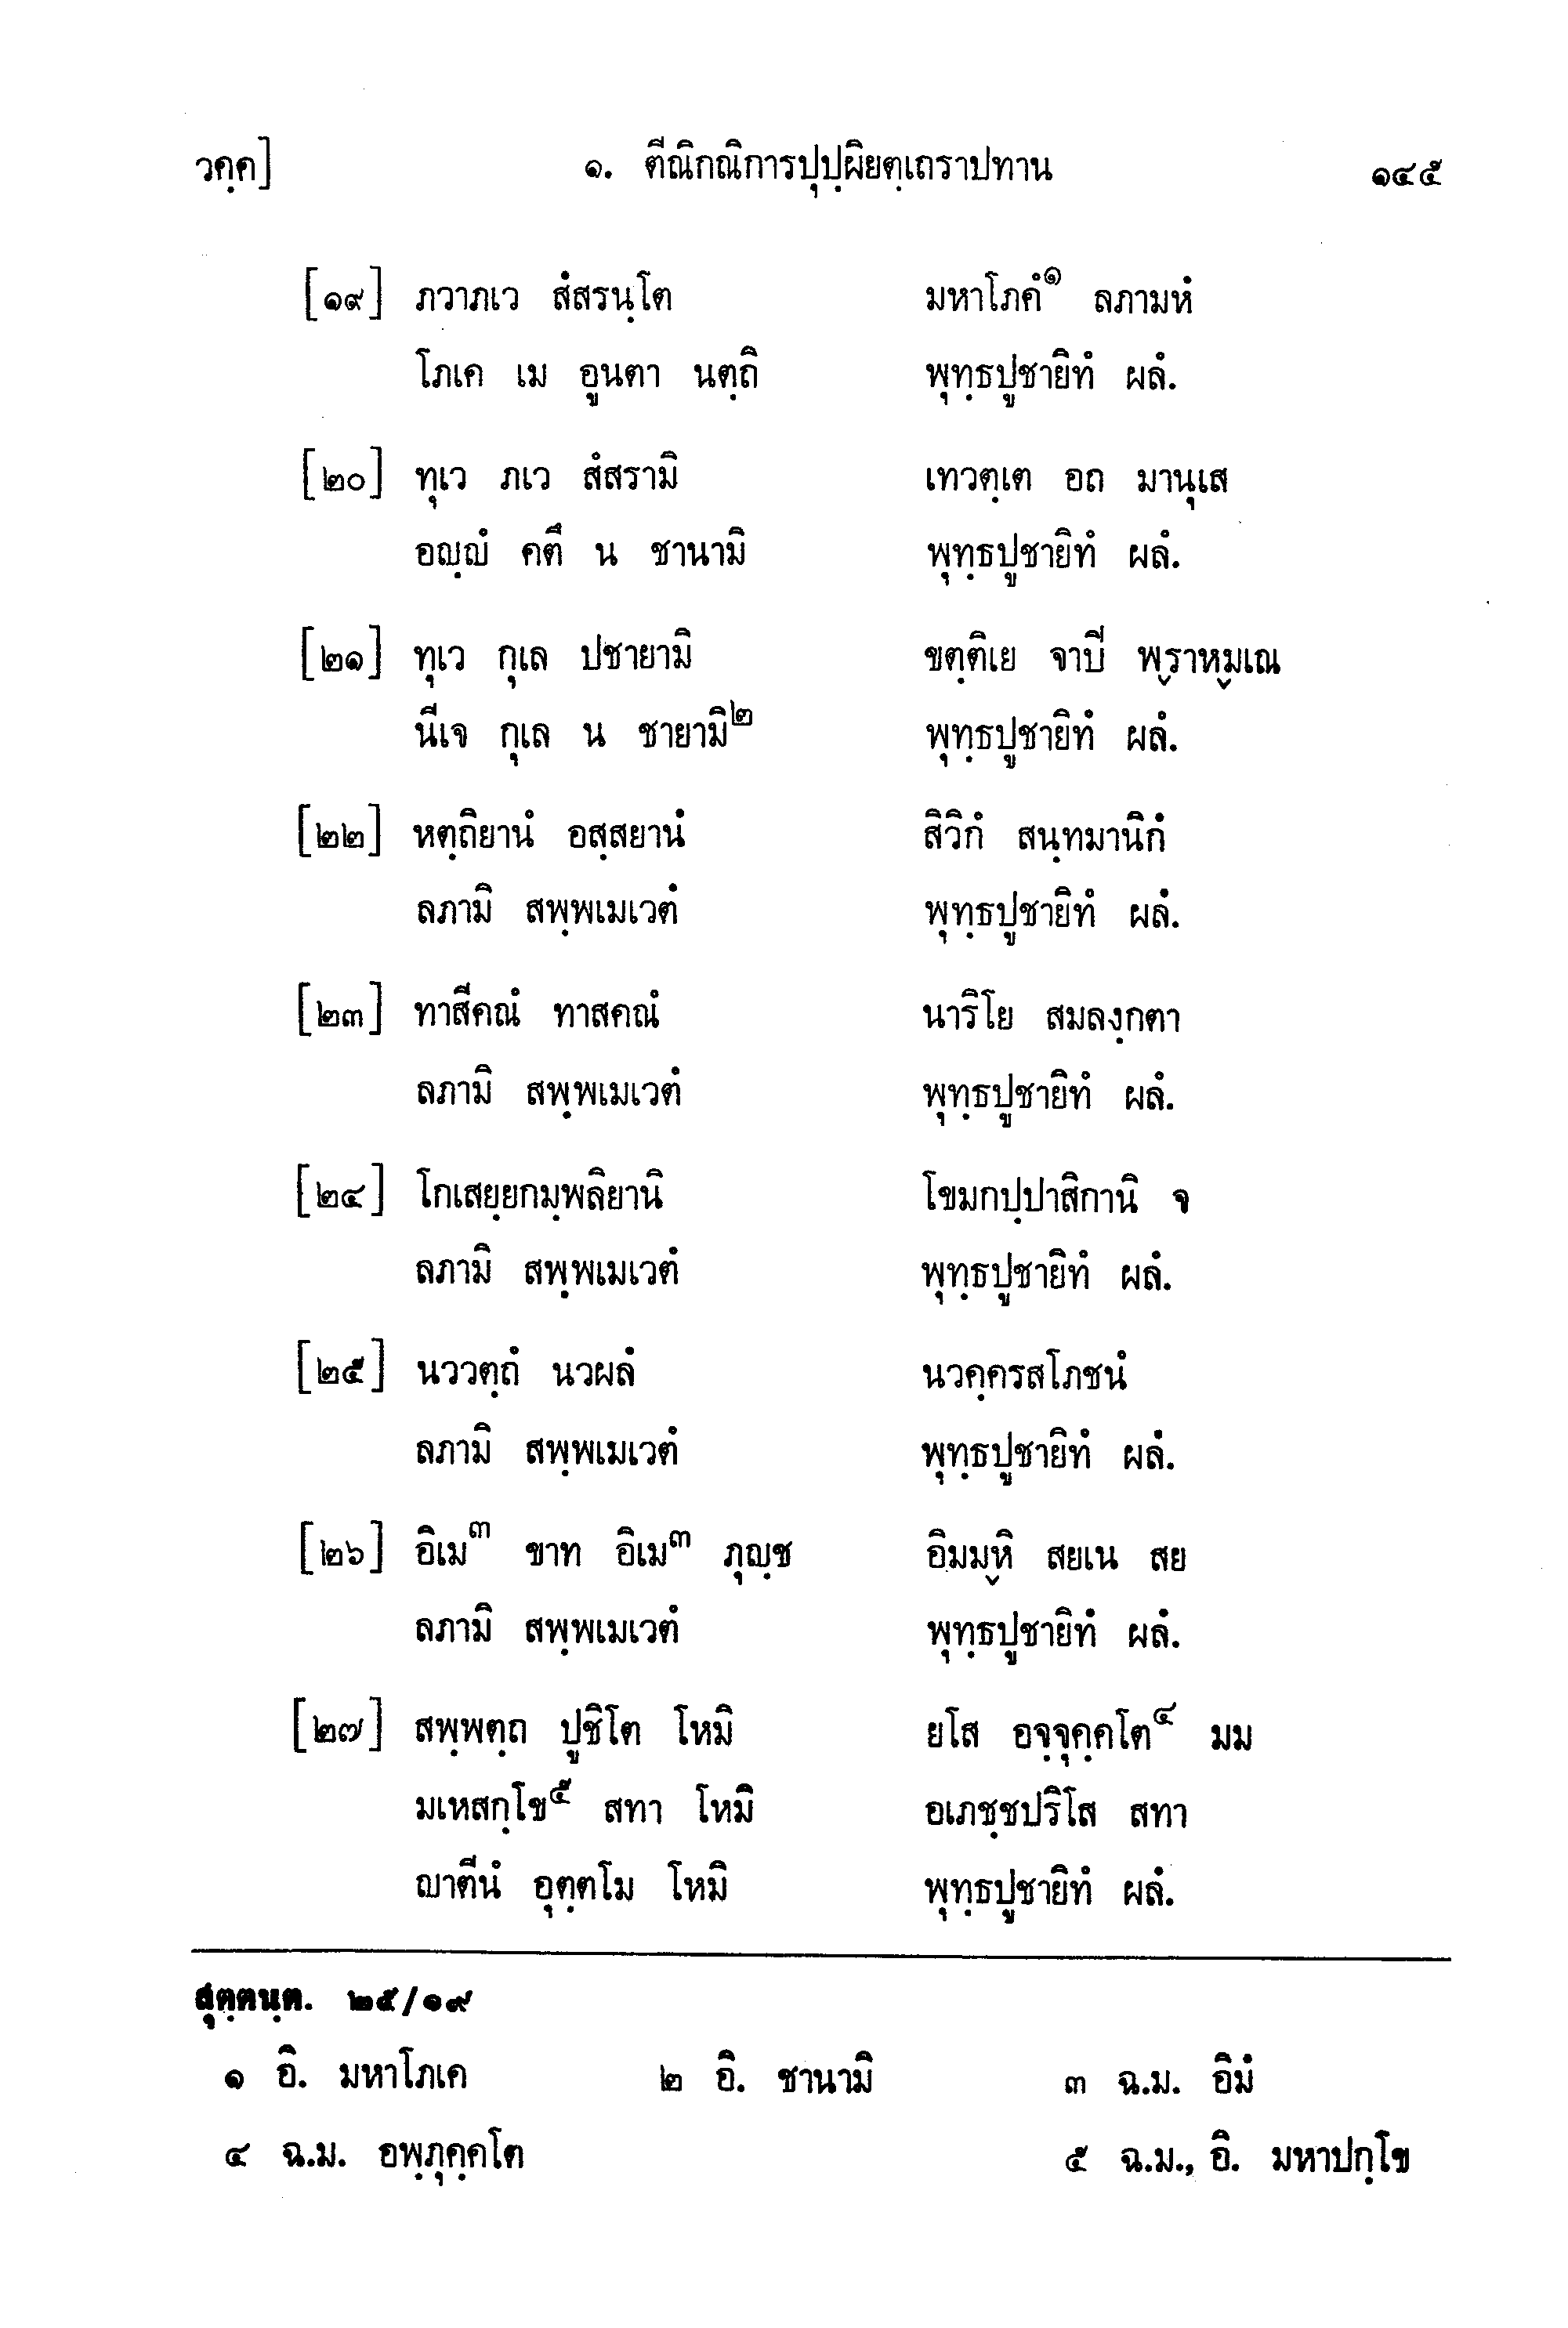 วคฺค] ๑. ตีณิกณิการปุปฺผิยตฺเถราปทาน ๑๔๕
[๑๙] ภวาภเว สํสรนฺโต มหาโภคํ๑ ลภามหํ
โภเค เม อูนตา นตฺถิ พุทฺธปูชายิทํ ผลํ.
[๒๐] ทุเว ภเว สํสรามิ เทวตฺเต อถ มานุเส
อญฺญํ คตึ น ชานามิ พุทฺธปูชายิทํ ผลํ.
[๒๑] ทุเว กุเล ปชายามิ ขตฺติเย จาบี พฺราหฺมเณ
นีเจ กุเล น ชายามิ๒ พุทฺธปูชายิทํ ผลํ.
[๒๒] หตฺถิยานํ อสฺสยานํ สิวิกํ สนฺทมานิกํ
ลภามิ สพฺพเมเวตํ พุทฺธปูชายิทํ ผลํ.
[๒๓] ทาสีคณํ ทาสคณํ นาริโย สมลงฺกตา
ลภามิ สพฺพเมเวตํ พุทฺธปูชายิทํ ผลํ.
[๒๔] โกเสยฺยกมฺพลิยานิ โขมกปฺปาสิกานิ จ
ลภามิ สพฺพเมเวตํ พุทฺธปูชายิทํ ผลํ.
[๒๕] นววตฺถํ นวผลํ นวคฺครสโภชนํ
ลภามิ สพฺพเมเวตํ พุทฺธปูชายิทํ ผลํ.
[๒๖] อิเม๓ ขาท อิเม๓ ภุญฺช อิมมฺหิ สยเน สย
ลภามิ สพฺพเมเวตํ พุทฺธปูชายิทํ ผลํ.
[๒๗] สพฺพตฺถ ปูชิโต โหมิ ยโส อจฺจุคฺคโต๔ มม
มเหสกฺโข๕ สทา โหมิ อเภชฺชปริโส สทา
ญาตีนํ อุตฺตโม โหมิ พุทฺธปูชายิทํ ผลํ.
สุตฺตนฺต. ๒๕/๑๙
๑ อิ. มหาโภเค ๒ อิ. ชานามิ ๓ ฉ.ม. อิมํ
๔ ฉ.ม. อพฺภุคฺคโต ๕ ฉ.ม., อิ. มหาปกฺโข